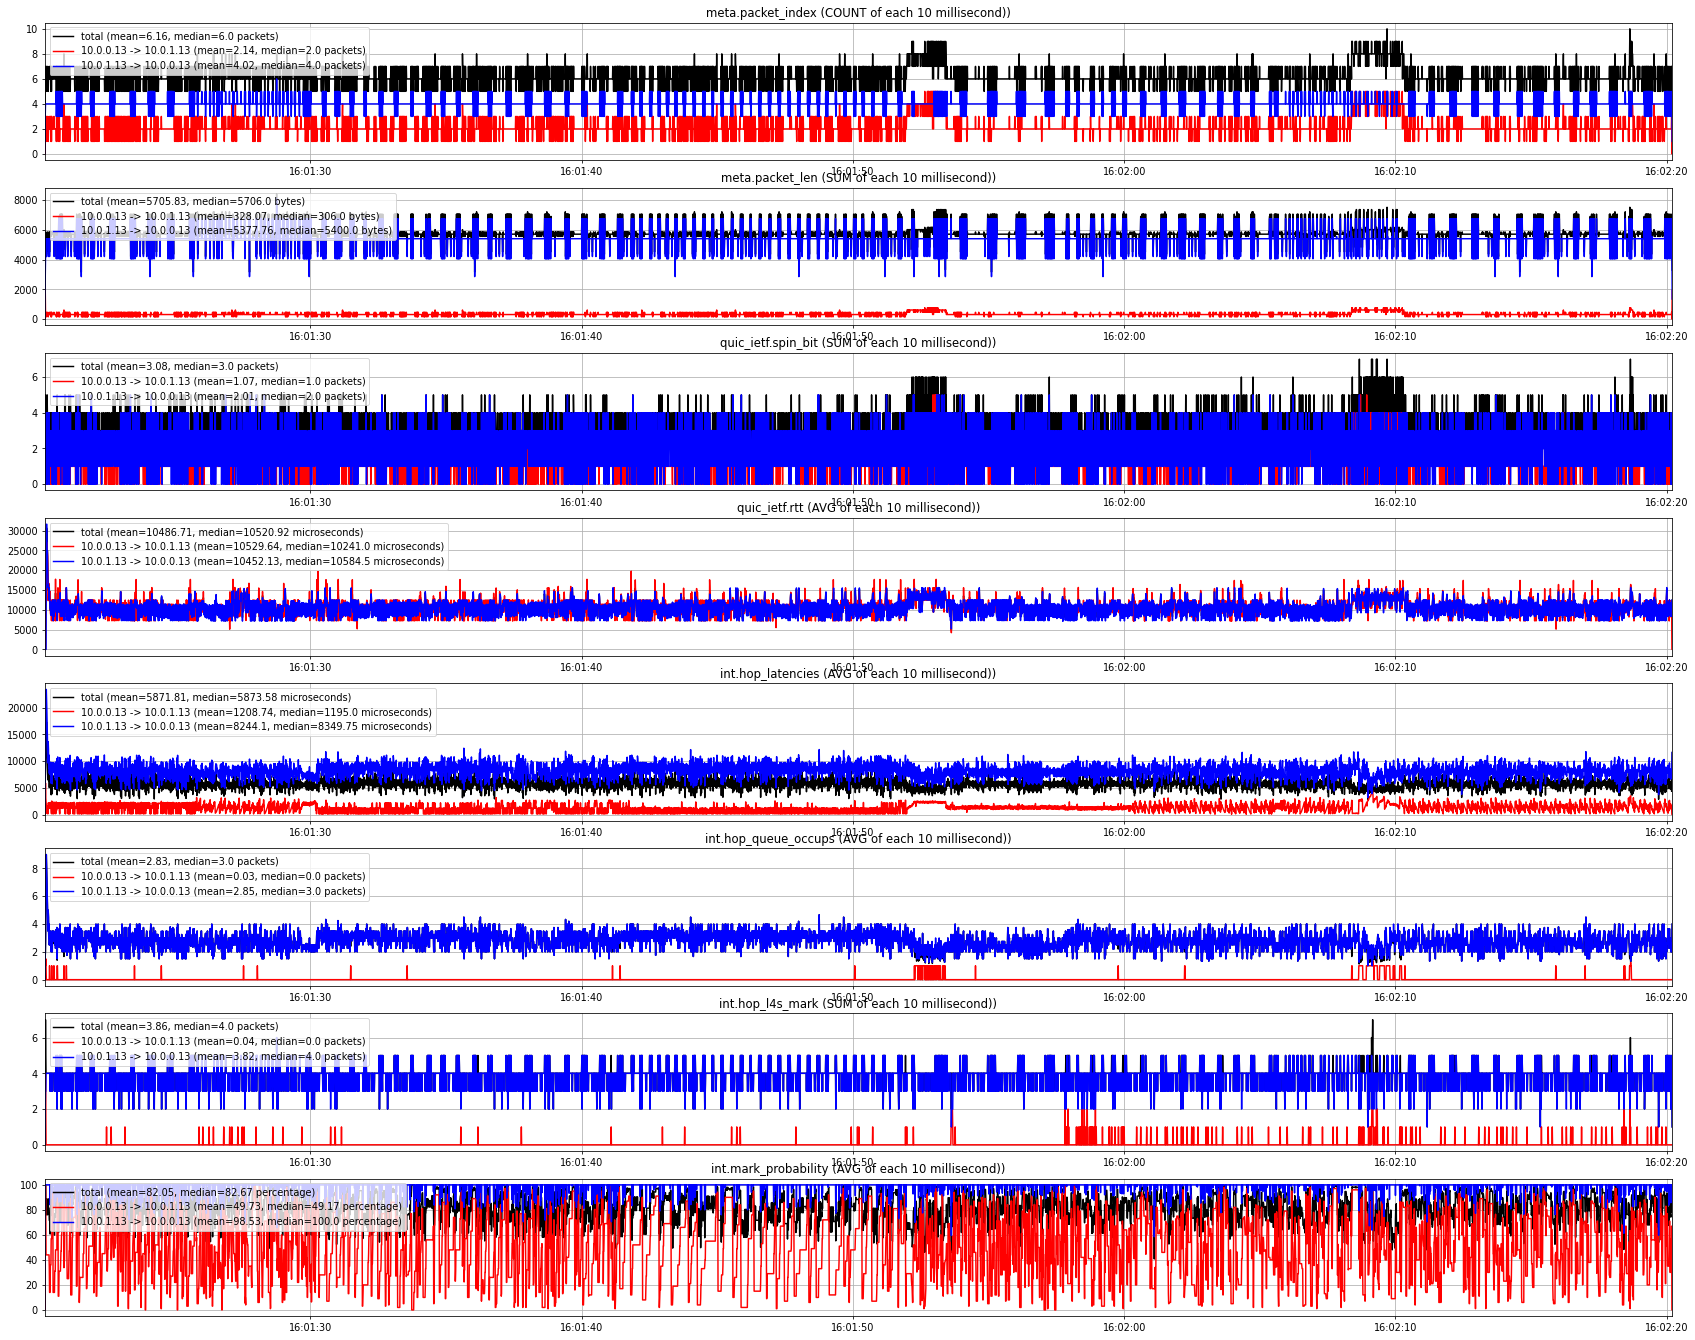 meta.packet_index (COUNT of each 10 millisecond))
10
8
6
4
2
0
total (mean=6.16, median=6.0 packets)
10.0.0.13 -> 10.0.1.13 (mean=2.14, median=2.0 packets)
10.0.1.13 -> 10.0.0.13 (mean=4.02, median=4.0 packets)
16:01:30 16:01:40 16:01:50 16:02:00 16:02:10 16:02:20
meta.packet_len (SUM of each 10 millisecond))
8000
6000
4000
2000
0
total (mean=5705.83, median=5706.0 bytes)
10.0.0.13 -> 10.0.1.13 (mean=328.07, median=306.0 bytes)
10.0.1.13 -> 10.0.0.13 (mean=5377.76, median=5400.0 bytes)
16:01:30 16:01:40 16:01:50 16:02:00 16:02:10 16:02:20
quic_ietf.spin_bit (SUM of each 10 millisecond))
6
4
2
0
total (mean=3.08, median=3.0 packets)
10.0.0.13 -> 10.0.1.13 (mean=1.07, median=1.0 packets)
10.0.1.13 -> 10.0.0.13 (mean=2.01, median=2.0 packets)
16:01:30 16:01:40 16:01:50 16:02:00 16:02:10 16:02:20
quic_ietf.rtt (AVG of each 10 millisecond))
30000
25000
20000
15000
10000
5000
0
total (mean=10486.71, median=10520.92 microseconds)
10.0.0.13 -> 10.0.1.13 (mean=10529.64, median=10241.0 microseconds)
10.0.1.13 -> 10.0.0.13 (mean=10452.13, median=10584.5 microseconds)
16:01:30 16:01:40 16:01:50 16:02:00 16:02:10 16:02:20
int.hop_latencies (AVG of each 10 millisecond))
20000
15000
10000
5000
0
total (mean=5871.81, median=5873.58 microseconds)
10.0.0.13 -> 10.0.1.13 (mean=1208.74, median=1195.0 microseconds)
10.0.1.13 -> 10.0.0.13 (mean=8244.1, median=8349.75 microseconds)
16:01:30 16:01:40 16:01:50 16:02:00 16:02:10 16:02:20
int.hop_queue_occups (AVG of each 10 millisecond))
8
6
4
2
0
total (mean=2.83, median=3.0 packets)
10.0.0.13 -> 10.0.1.13 (mean=0.03, median=0.0 packets)
10.0.1.13 -> 10.0.0.13 (mean=2.85, median=3.0 packets)
16:01:30 16:01:40 16:01:50 16:02:00 16:02:10 16:02:20
int.hop_l4s_mark (SUM of each 10 millisecond))
6
4
2
0
total (mean=3.86, median=4.0 packets)
10.0.0.13 -> 10.0.1.13 (mean=0.04, median=0.0 packets)
10.0.1.13 -> 10.0.0.13 (mean=3.82, median=4.0 packets)
16:01:30 16:01:40 16:01:50 16:02:00 16:02:10 16:02:20
int.mark_probability (AVG of each 10 millisecond))
100
80
60
40
20
0
total (mean=82.05, median=82.67 percentage)
10.0.0.13 -> 10.0.1.13 (mean=49.73, median=49.17 percentage)
10.0.1.13 -> 10.0.0.13 (mean=98.53, median=100.0 percentage)
16:01:30 16:01:40 16:01:50 16:02:00 16:02:10 16:02:20